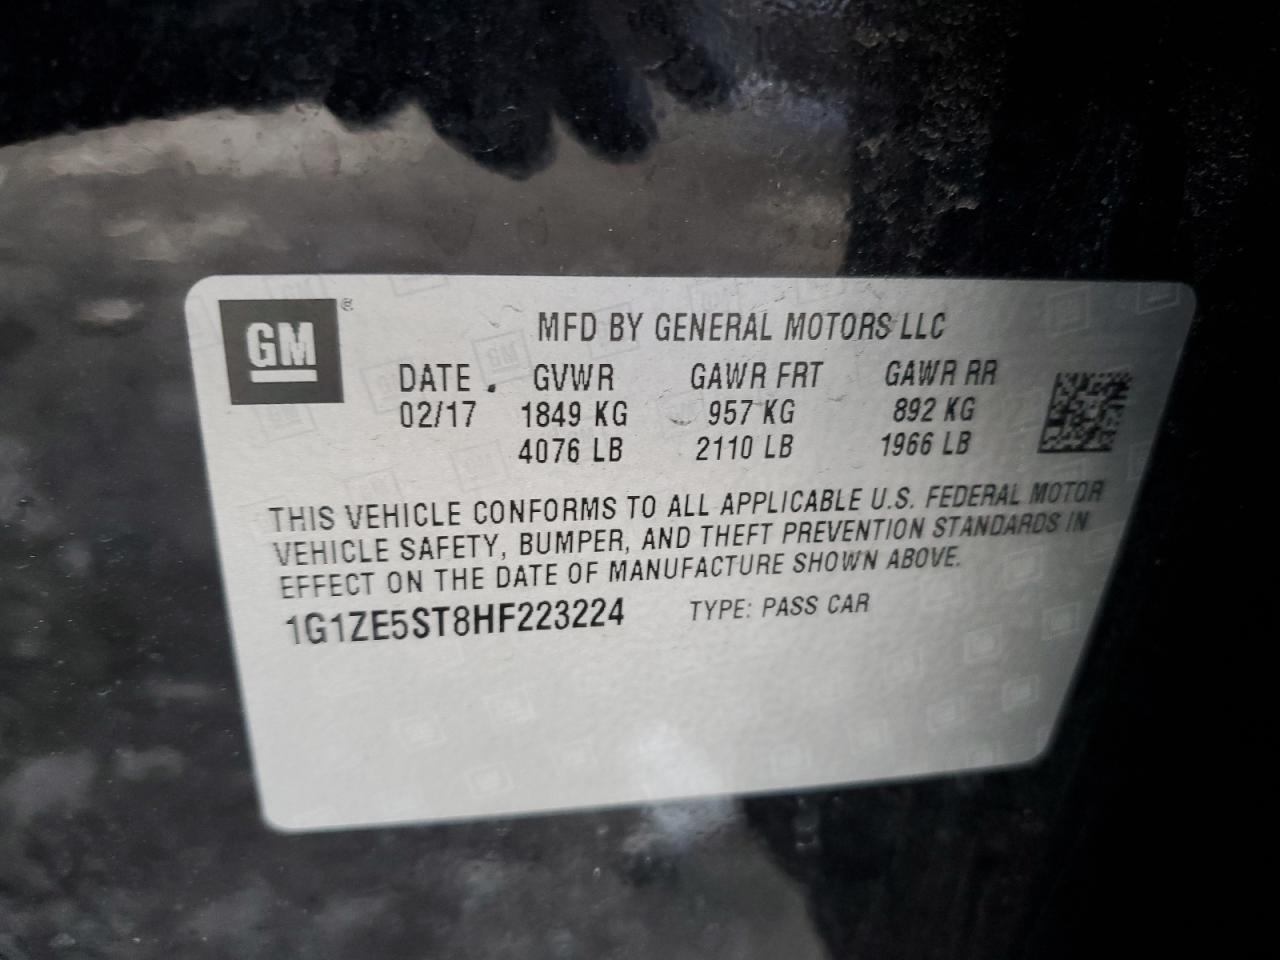 GM ®
MFD BY GENERAL MOTORS LLC
DATE GVWR GAWR FRT GAWR RR
02/17 1849 KG 957 KG 892 KG
4076 LB 2110 LB 1966 LB
THIS VEHICLE CONFORMS TO ALL APPLICABLE U.S. FEDERAL MOTOR
VEHICLE SAFETY, BUMPER, AND THEFT PREVENTION STANDARDS IN
EFFECT ON THE DATE OF MANUFACTURE SHOWN ABOVE.
1G1ZE5ST8HF223224 TYPE: PASS CAR